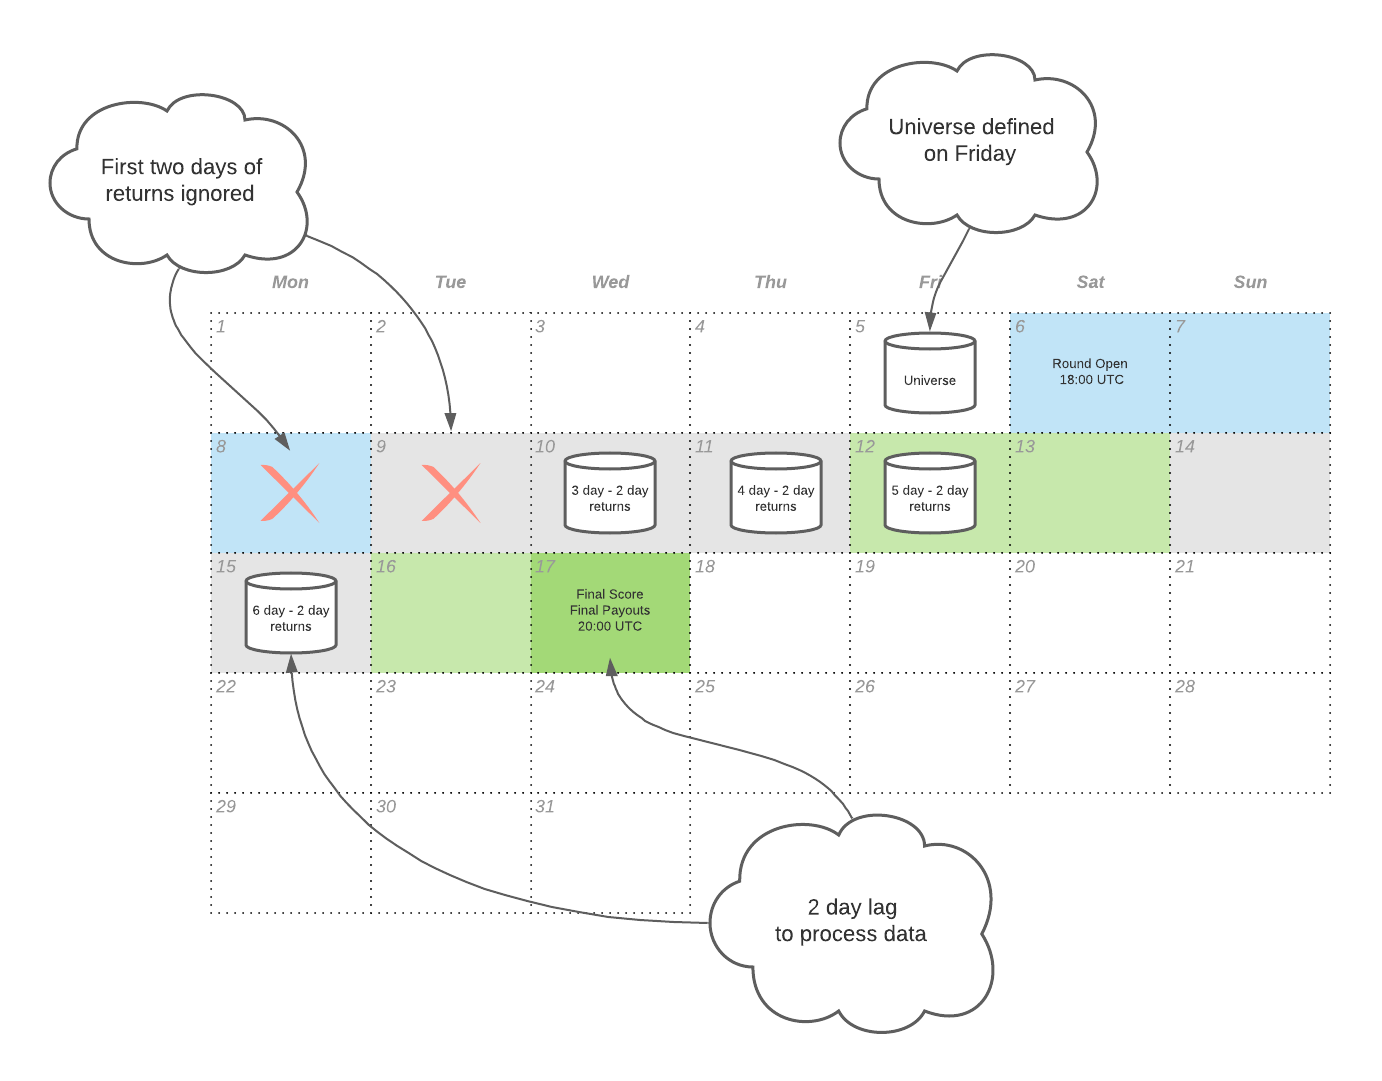 Universe defined
on Friday
First two days of
returns ignored
Mon
Tue
Wed
Thu
Fri
Sat
Sun
1
2
3
4
5
6
7
Universe
Round Open
18:00 UTC
8
9
10
11
12
13
14
3 day - 2 day
returns
4 day - 2 day
returns
5 day - 2 day
returns
15
16
17
18
19
20
21
6 day - 2 day
returns
Final Score
Final Payouts
20:00 UTC
22
23
24
25
26
27
28
29
30
31
2 day lag
to process data